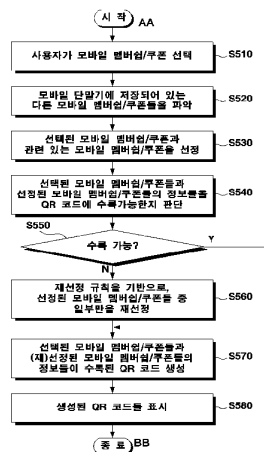 시 작
AA
사용자가 모바일 멤버쉽/쿠폰 선택
S510
모바일 단말기에 저장되어 있는
다른 모바일 멤버쉽/쿠폰들을 파악
S520
선택된 모바일 멤버쉽/쿠폰과
관련 있는 모바일 멤버쉽/쿠폰을 선정
S530
선택된 모바일 멤버쉽/쿠폰들과
선정된 모바일 멤버쉽/쿠폰들의 정보들을
QR 코드에 수록가능한지 판단
S540
S550
수록 가능?
Y
N
재선정 규칙을 기반으로,
선정된 모바일 멤버쉽/쿠폰들 중
일부만을 재선정
S560
선택된 모바일 멤버쉽/쿠폰들과
(재)선정된 모바일 멤버쉽/쿠폰들의
정보들이 수록된 QR 코드 생성
S570
생성된 QR 코드를 표시
S580
종 료
BB